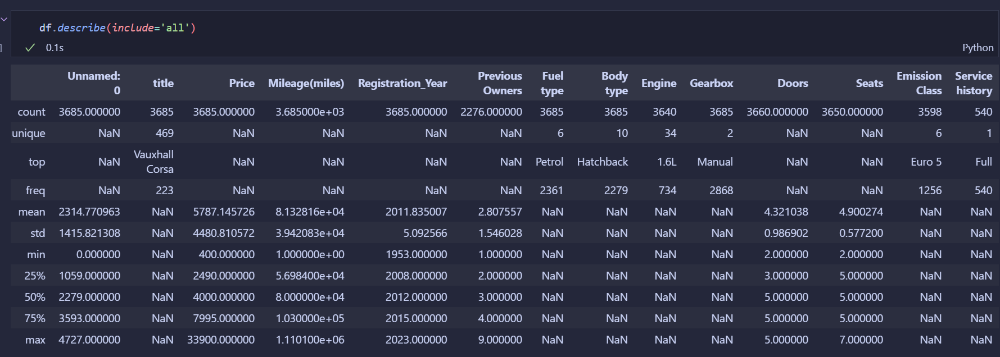 df.describe(include='all')
0.1s
Python
]
Unnamed: 0 title Price Mileage(miles) Registration_Year Previous Owners Fuel type Body type Engine Gearbox Doors Seats Emission Class Service history
count 3685.000000 3685 3685.000000 3.685000e+03 3685.000000 2276.000000 3685 3685 3640 3685 3660.000000 3650.000000 3598 540
unique NaN 469 NaN NaN NaN NaN 6 10 34 2 NaN NaN 6 1
top NaN Vauxhall Corsa NaN NaN NaN NaN Petrol Hatchback 1.6L Manual NaN NaN Euro 5 Full
freq NaN 223 NaN NaN NaN NaN 2361 2279 734 2868 NaN NaN 1256 540
mean 2314.770963 NaN 5787.145726 8.132816e+04 2011.835007 2.807557 NaN NaN NaN NaN 4.321038 4.900274 NaN NaN
std 1415.821308 NaN 4480.810572 3.942083e+04 5.092566 1.546028 NaN NaN NaN NaN 0.986902 0.577200 NaN NaN
min 0.000000 NaN 400.000000 1.000000e+00 1953.000000 1.000000 NaN NaN NaN NaN 2.000000 2.000000 NaN NaN
25% 1059.000000 NaN 2490.000000 5.698400e+04 2008.000000 2.000000 NaN NaN NaN NaN 3.000000 5.000000 NaN NaN
50% 2279.000000 NaN 4000.000000 8.000000e+04 2012.000000 3.000000 NaN NaN NaN NaN 5.000000 5.000000 NaN NaN
75% 3593.000000 NaN 7995.000000 1.030000e+05 2015.000000 4.000000 NaN NaN NaN NaN 5.000000 5.000000 NaN NaN
max 4727.000000 NaN 33900.000000 1.110100e+06 2023.000000 9.000000 NaN NaN NaN NaN 5.000000 7.000000 NaN NaN